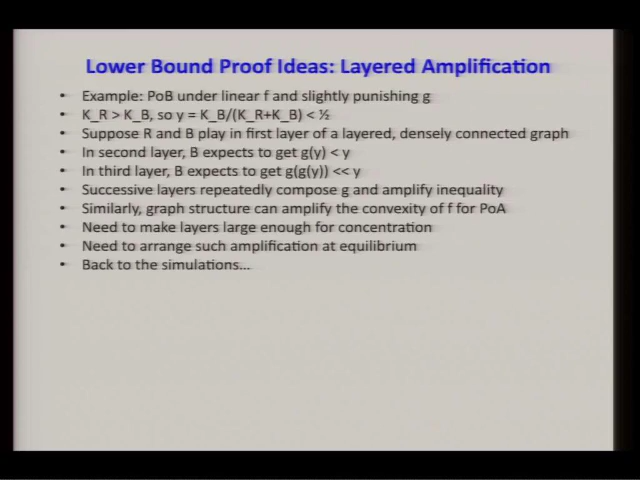 Lower Bound Proof Ideas: Layered Amplification
• Example: PoB under linear f and slightly punishing g
• K_R > K_B, so y = K_B/(K_R+K_B) < ½
• Suppose R and B play in first layer of a layered, densely connected graph
• In second layer, B expects to get g(y) < y
• In third layer, B expects to get g(g(y)) << y
• Successive layers repeatedly compose g and amplify inequality
• Similarly, graph structure can amplify the convexity of f for PoA
• Need to make layers large enough for concentration
• Need to arrange such amplification at equilibrium
• Back to the simulations...